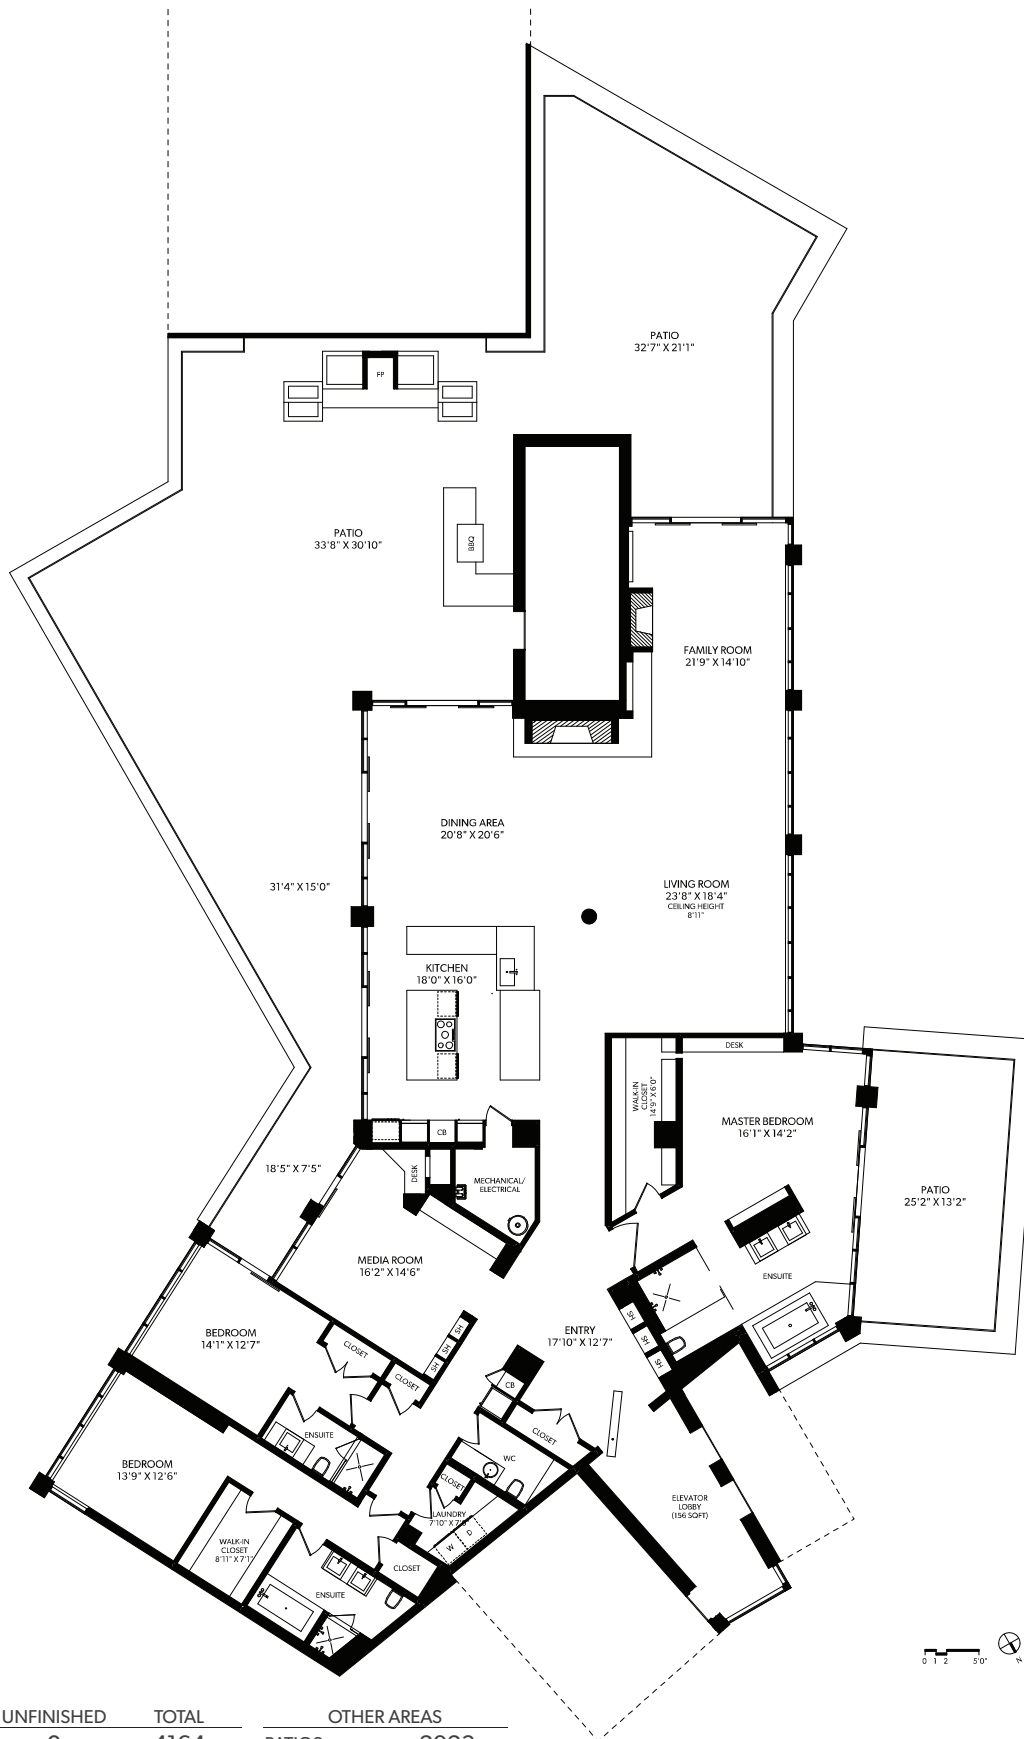 PATIO
32'7" X 21'1"
FP
PATIO
33'8" X 30'10"
BBQ
FAMILY ROOM
21'9" X 14'10"
DINING AREA
20'8" X 20'6"
31'4" X 15'0"
LIVING ROOM
23'8" X 18'4"
CEILING HEIGHT
8'11"
KITCHEN
18'0" X 16'0"
DESK
WALK-IN
CLOSET
14'9" X 6'0"
MASTER BEDROOM
16'1" X 14'2"
CB
18'5" X 7'5"
DESK
MECHANICAL/
ELECTRICAL
PATIO
25'2" X 13'2"
MEDIA ROOM
16'2" X 14'6"
ENSUITE
SH
SH
SH
ENTRY
17'10" X 12'7"
SH
SH
SH
BEDROOM
14'1" X 12'7"
CLOSET
CLOSET
CB
CLOSET
ENSUITE
WC
BEDROOM
13'9" X 12'6"
CLOSET
ELEVATOR
LOBBY
(156 SQFT)
LAUNDRY
D
W
WALK-IN
CLOSET
8'11" X 7'1"
CLOSET
ENSUITE
0 1 2 5'0"
N
UNFINISHED TOTAL OTHER AREAS